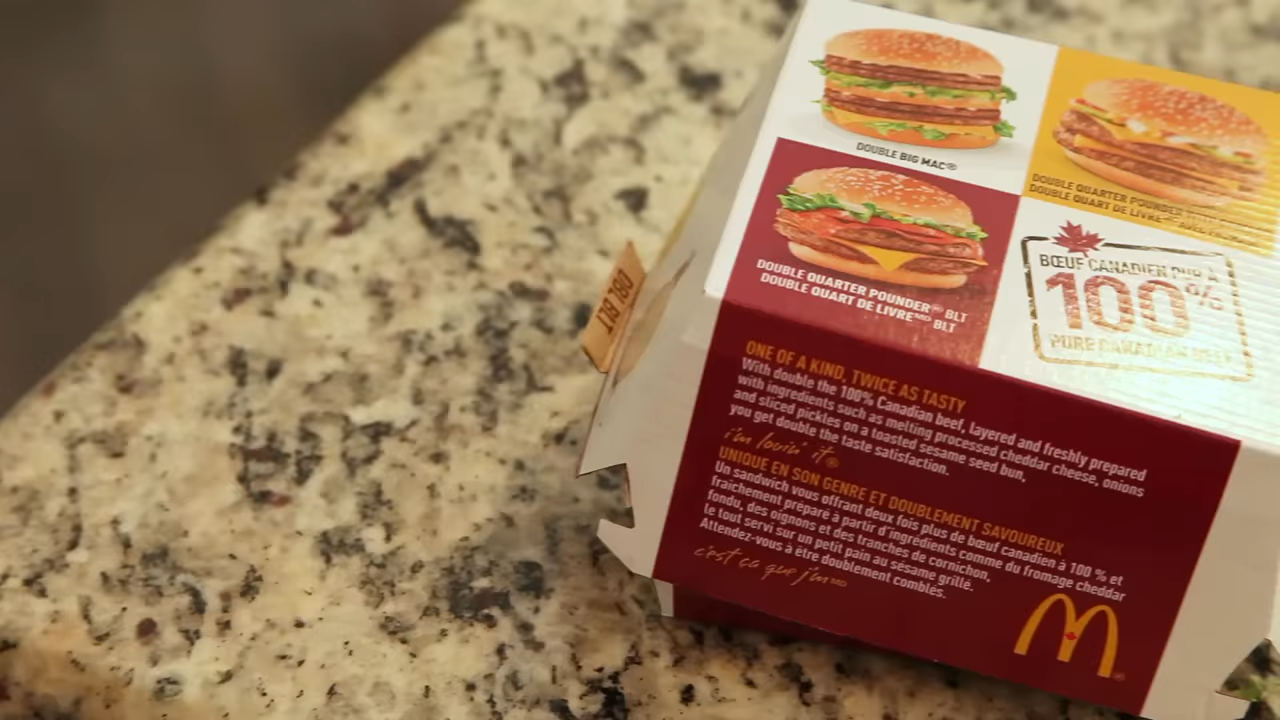 DOUBLE BIG MAC®
DOUBLE QUARTER POUNDER
DOUBLE QUART DE LIVRE
DOUBLE QUARTER POUNDER® BLT
DOUBLE QUART DE LIVREMD BLT
BŒUF CANADIEN PUR À
100%
PURE CANADIAN BEEF
DBL BLT
ONE OF A KIND, TWICE AS TASTY
With double the 100% Canadian beef, layered and freshly prepared
with ingredients such as melting processed cheddar cheese, onions
and sliced pickles on a toasted sesame seed bun,
you get double the taste satisfaction.
i'm lovin' it®
UNIQUE EN SON GENRE ET DOUBLEMENT SAVOUREUX
Un sandwich vous offrant deux fois plus de bœuf canadien à 100 % et
fraichement préparé à partir d'ingrédients comme du fromage cheddar
fondu, des oignons et des tranches de cornichon,
le tout servi sur un petit pain au sésame grillé.
Attendez-vous à être doublement comblés.
c'est ça que j'm MD